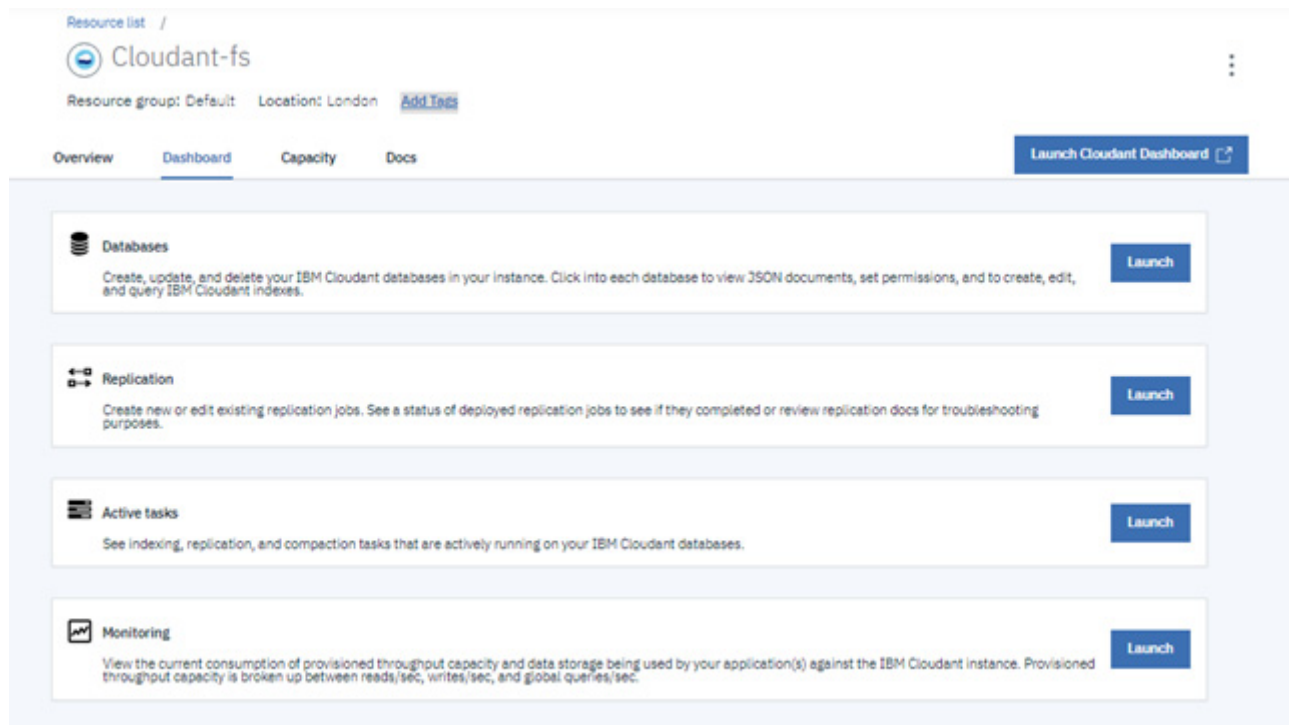 Resource list /
Cloudant-fs
Resource group: Default Location: London Add Tags
Overview Dashboard Capacity Docs Launch Cloudant Dashboard
Databases
Launch
Create, update, and delete your IBM Cloudant databases in your instance. Click into each database to view JSON documents, set permissions, and to create, edit,
and query IBM Cloudant indexes.
Replication
Launch
Create new or edit existing replication jobs. See a status of deployed replication jobs to see if they completed or review replication docs for troubleshooting
purposes.
Active tasks
Launch
See indexing, replication, and compaction tasks that are actively running on your IBM Cloudant databases.
Monitoring
Launch
View the current consumption of provisioned throughput capacity and data storage being used by your application(s) against the IBM Cloudant instance. Provisioned
throughput capacity is broken up between reads/sec, writes/sec, and global queries/sec.